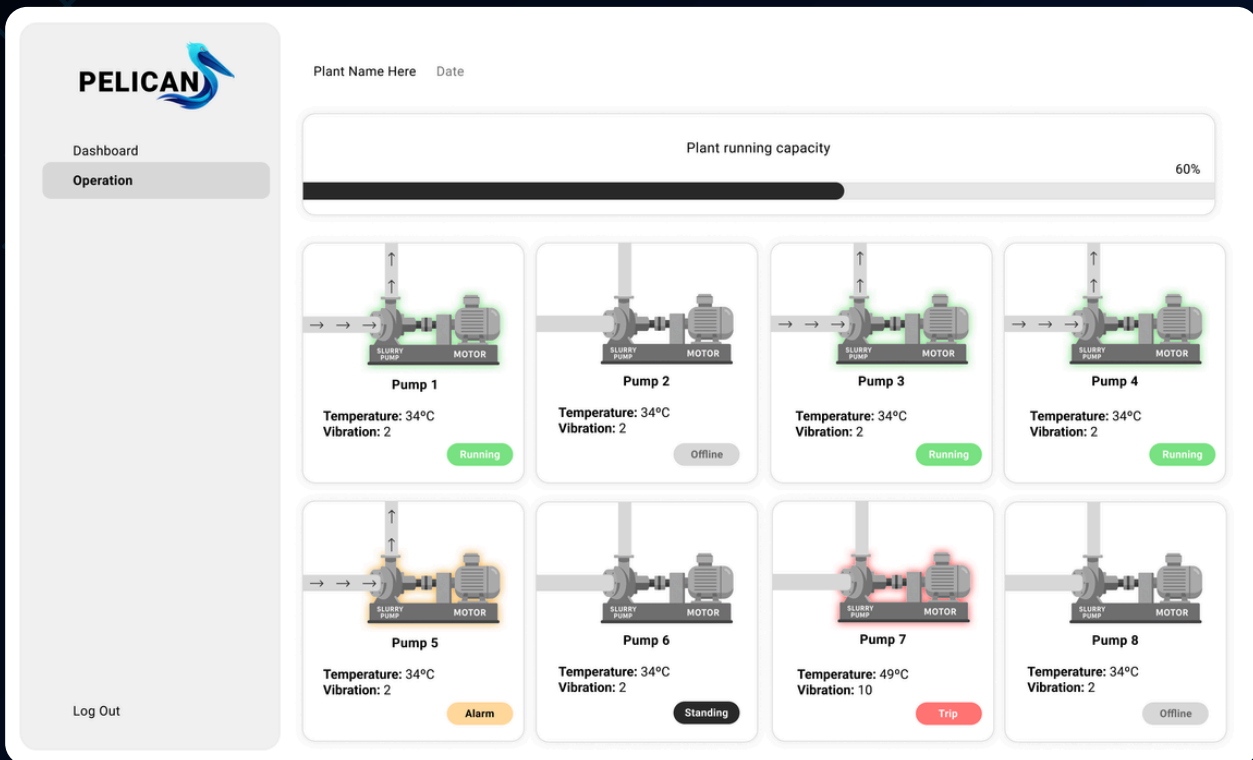 PELICAN
Dashboard
Operation
Log Out
Plant Name Here Date
Plant running capacity
60%
SLURRY
PUMP
MOTOR
Pump 1
Temperature: 34ºC
Vibration: 2
Running
SLURRY
PUMP
MOTOR
Pump 2
Temperature: 34ºC
Vibration: 2
Offline
SLURRY
PUMP
MOTOR
Pump 3
Temperature: 34ºC
Vibration: 2
Running
SLURRY
PUMP
MOTOR
Pump 4
Temperature: 34ºC
Vibration: 2
Running
SLURRY
PUMP
MOTOR
Pump 5
Temperature: 34ºC
Vibration: 2
Alarm
SLURRY
PUMP
MOTOR
Pump 6
Temperature: 34ºC
Vibration: 2
Standing
SLURRY
PUMP
MOTOR
Pump 7
Temperature: 49ºC
Vibration: 10
Trip
SLURRY
PUMP
MOTOR
Pump 8
Temperature: 34ºC
Vibration: 2
Offline